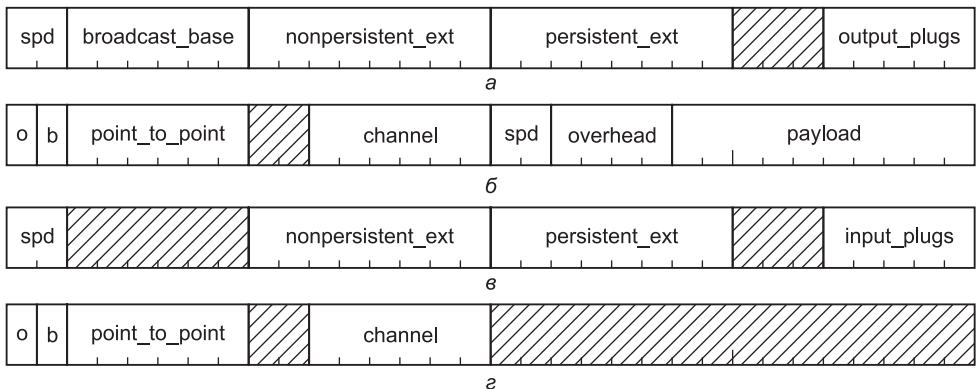 spd broadcast_base nonpersistent_ext persistent_ext output_plugs
а
o b point_to_point channel spd overhead payload
б
spd nonpersistent_ext persistent_ext input_plugs
в
o b point_to_point channel
г